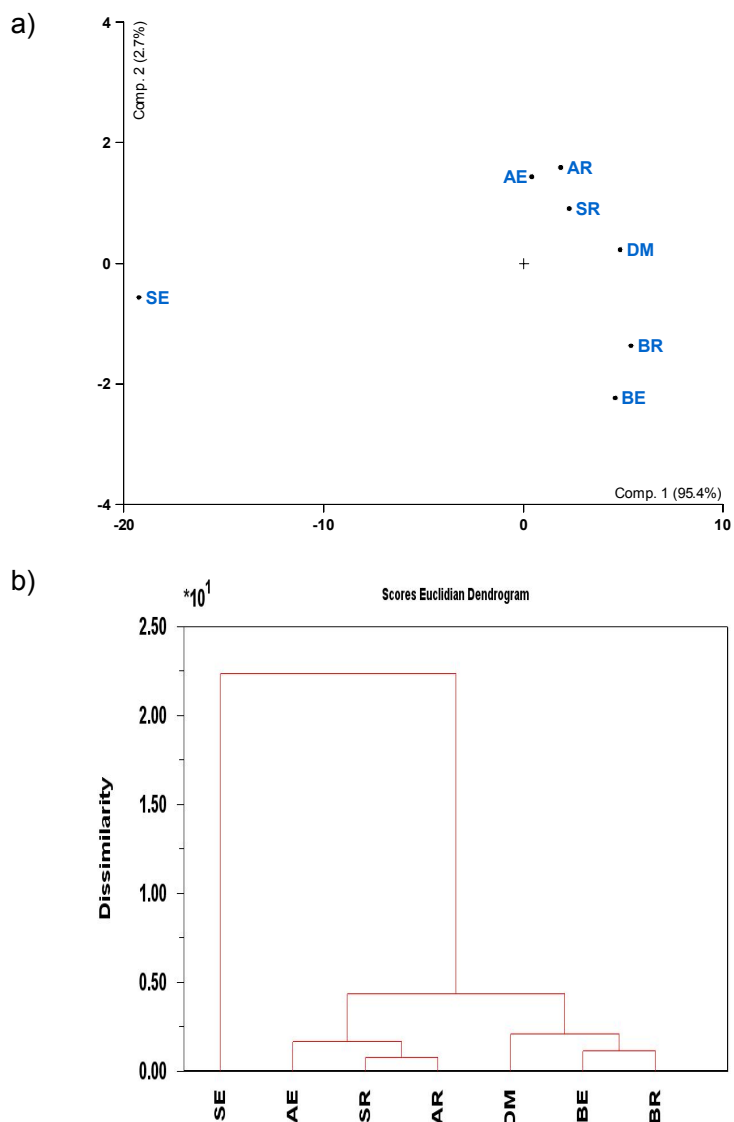 a)
4
Comp. 2 (2.7%)
2
AE AR
SR
DM
0
SE
BR
-2
BE
Comp. 1 (95.4%)
-4
-20 -10 0 10
b)
*10^1 Scores Euclidian Dendrogram
2.50
2.00
1.50
Dissimilarity
1.00
0.50
0.00
SE AE SR AR DM BE BR